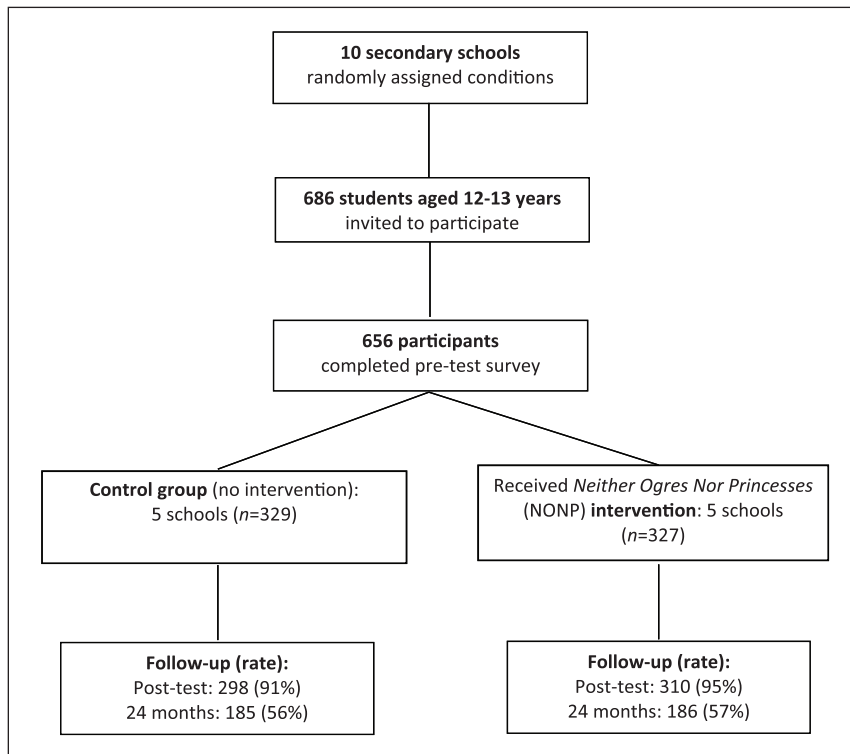 10 secondary schools
randomly assigned conditions
686 students aged 12-13 years
invited to participate
656 participants
completed pre-test survey
Control group (no intervention):
5 schools (n=329)
Received Neither Ogres Nor Princesses
(NONP) intervention: 5 schools
(n=327)
Follow-up (rate):
Post-test: 298 (91%)
24 months: 185 (56%)
Follow-up (rate):
Post-test: 310 (95%)
24 months: 186 (57%)